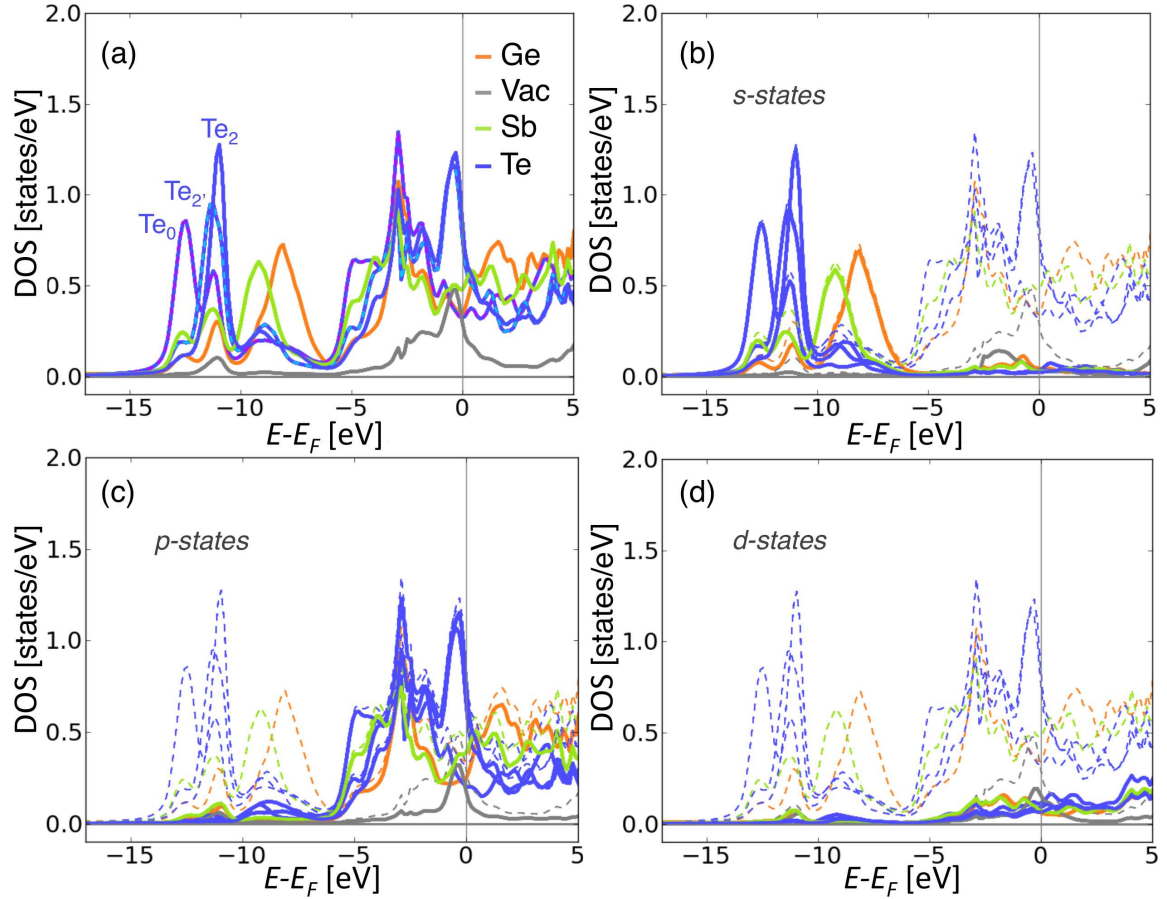 (a)
Ge
Vac
Sb
Te
Te2
Te2'
Te0
2.0
1.5
1.0
0.5
0.0
DOS [states/eV]
−15
−10
−5
0
5
E-EF [eV]
(b)
s-states
2.0
1.5
1.0
0.5
0.0
DOS [states/eV]
−15
−10
−5
0
5
E-EF [eV]
(c)
p-states
2.0
1.5
1.0
0.5
0.0
DOS [states/eV]
−15
−10
−5
0
5
E-EF [eV]
(d)
d-states
2.0
1.5
1.0
0.5
0.0
DOS [states/eV]
−15
−10
−5
0
5
E-EF [eV]